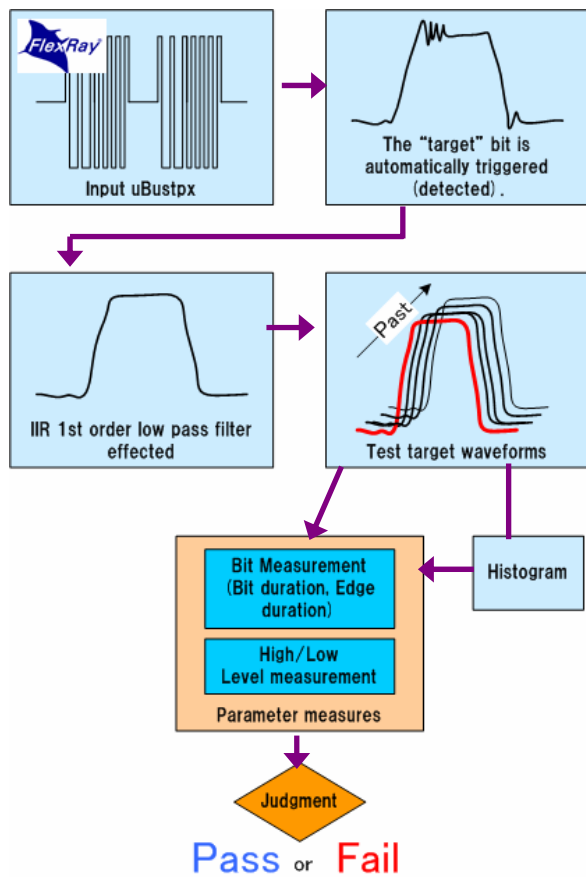 FlexRay
Input uBustpx
The “target” bit is
automatically triggered
(detected).
IIR 1st order low pass filter
effected
Past
Test target waveforms
Bit Measurement
(Bit duration, Edge
duration)
High/Low
Level measurement
Parameter measures
Histogram
Judgment
Pass or Fail